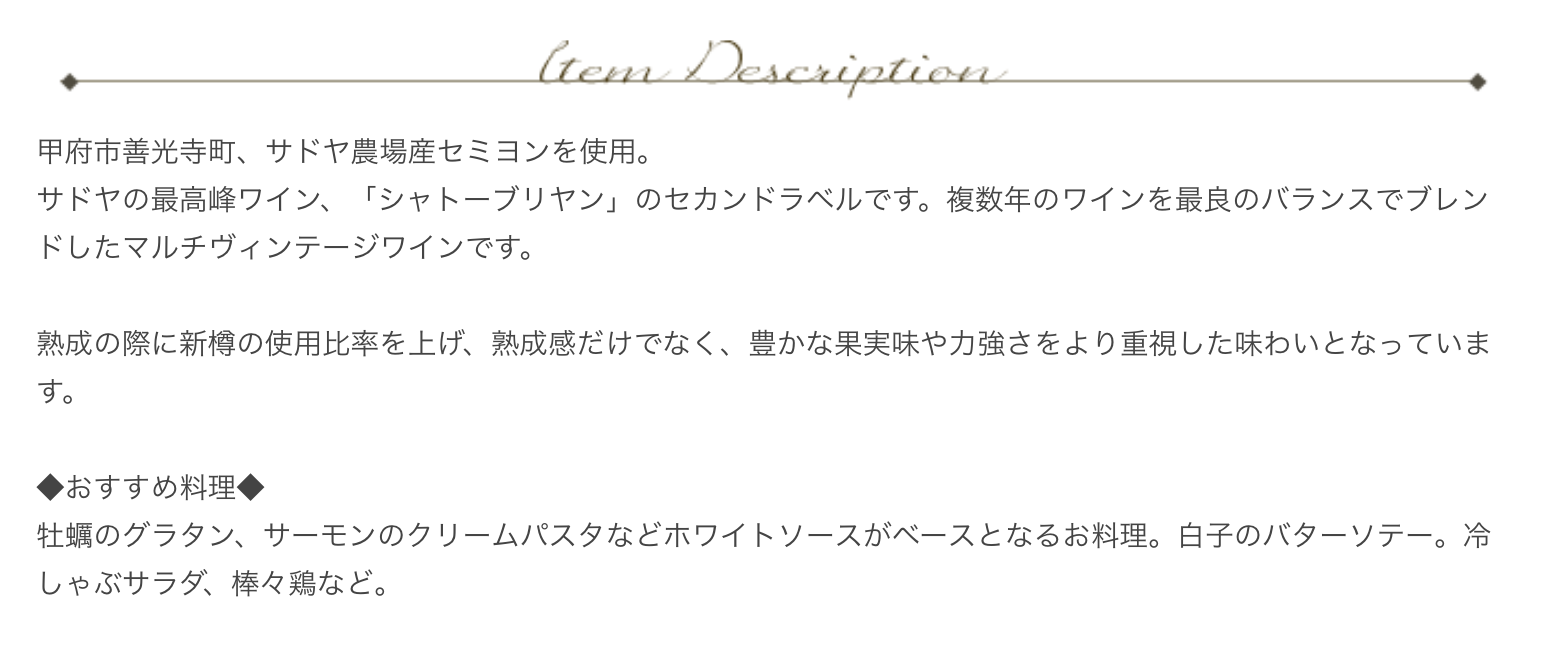 Item Description
甲府市善光寺町、サドヤ農場産セミヨンを使用。
サドヤの最高峰ワイン、「シャトーブリヤン」のセカンドラベルです。複数年のワインを最良のバランスでブレン
ドしたマルチヴィンテージワインです。
熟成の際に新樽の使用比率を上げ、熟成感だけでなく、豊かな果実味や力強さをより重視した味わいとなっていま
す。
◆おすすめ料理◆
牡蠣のグラタン、サーモンのクリームパスタなどホワイトソースがベースとなるお料理。白子のバターソテー。冷
しゃぶサラダ、棒々鶏など。